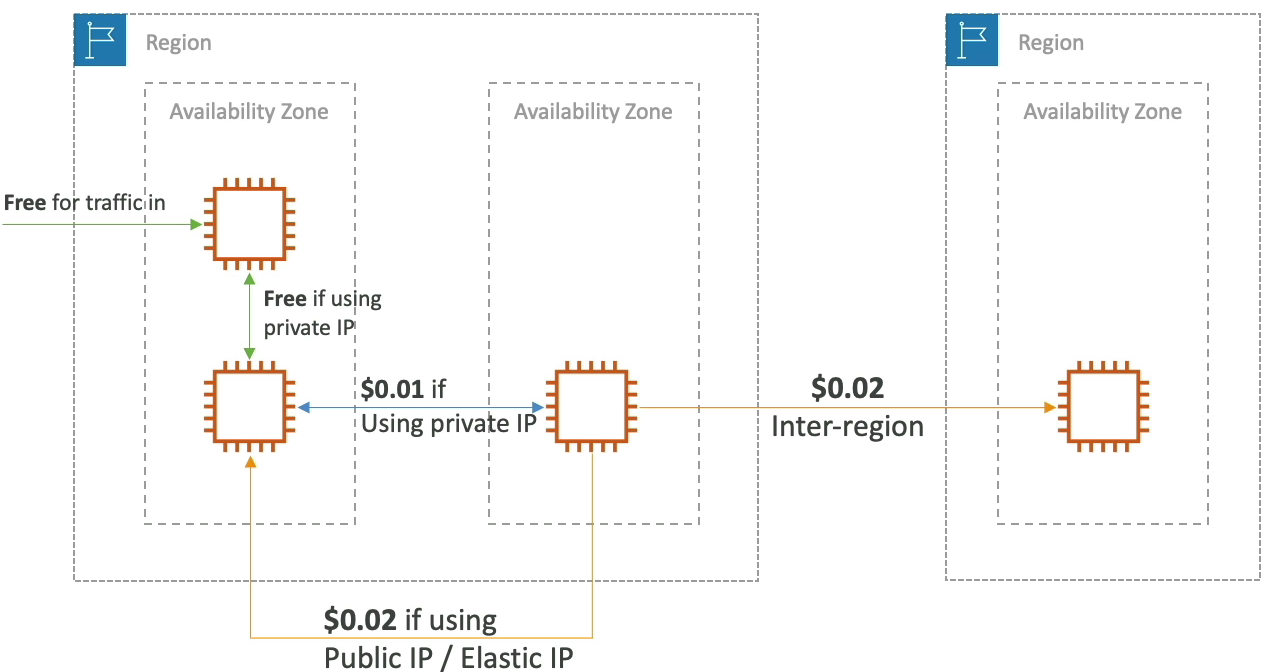 Region
Region
Availability Zone
Availability Zone
Availability Zone
Free for traffic in
Free if using
private IP
$0.01 if
Using private IP
$0.02
Inter-region
$0.02 if using
Public IP / Elastic IP